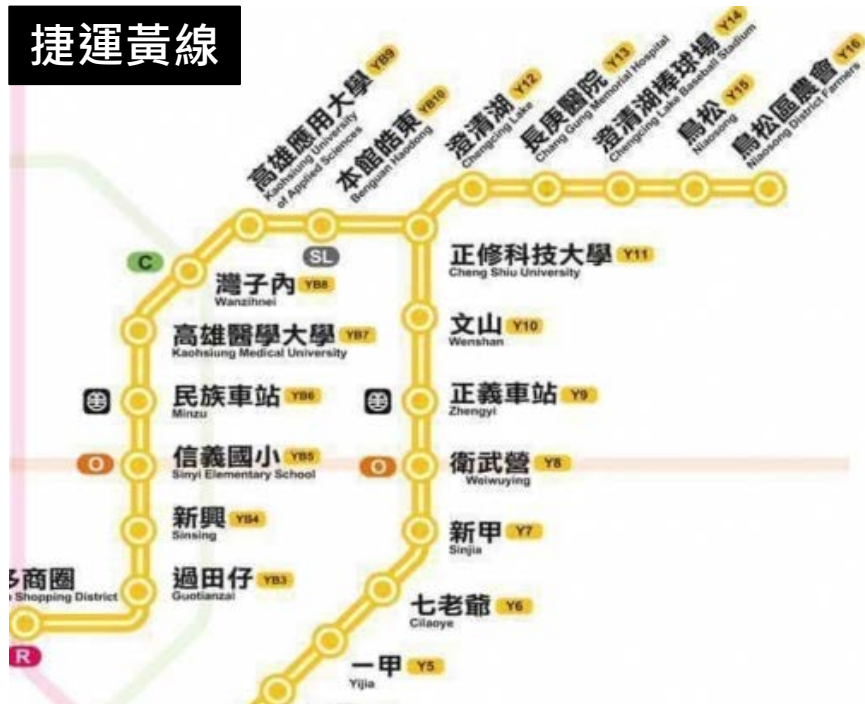 捷運黃線
高雄應用大學 YB9
Kaohsiung University
of Applied Sciences
本館皓東 YB10
Benguan Haodong
澄清湖 Y12
Chengcing Lake
長庚醫院 Y13
Chang Gung Memorial Hospital
澄清湖棒球場 Y14
Chengcing Lake Baseball Stadium
鳥松 Y15
Niaosong
鳥松區農會 Y16
Niaosong District Farmers
C
SL
灣子內 YB8
Wanzihnei
正修科技大學 Y11
Cheng Shiu University
高雄醫學大學 YB7
Kaohsiung Medical University
文山 Y10
Wenshan
民族車站 YB6
Minzu
正義車站 Y9
Zhengyi
O
信義國小 YB5
Sinyi Elementary School
O
衛武營 Y8
Weiwuying
新興 YB4
Sinsing
新甲 Y7
Sinjia
多商圈
Shopping District
過田仔 YB3
Guotianzai
七老爺 Y6
Cilaoye
R
一甲 Y5
Yijia